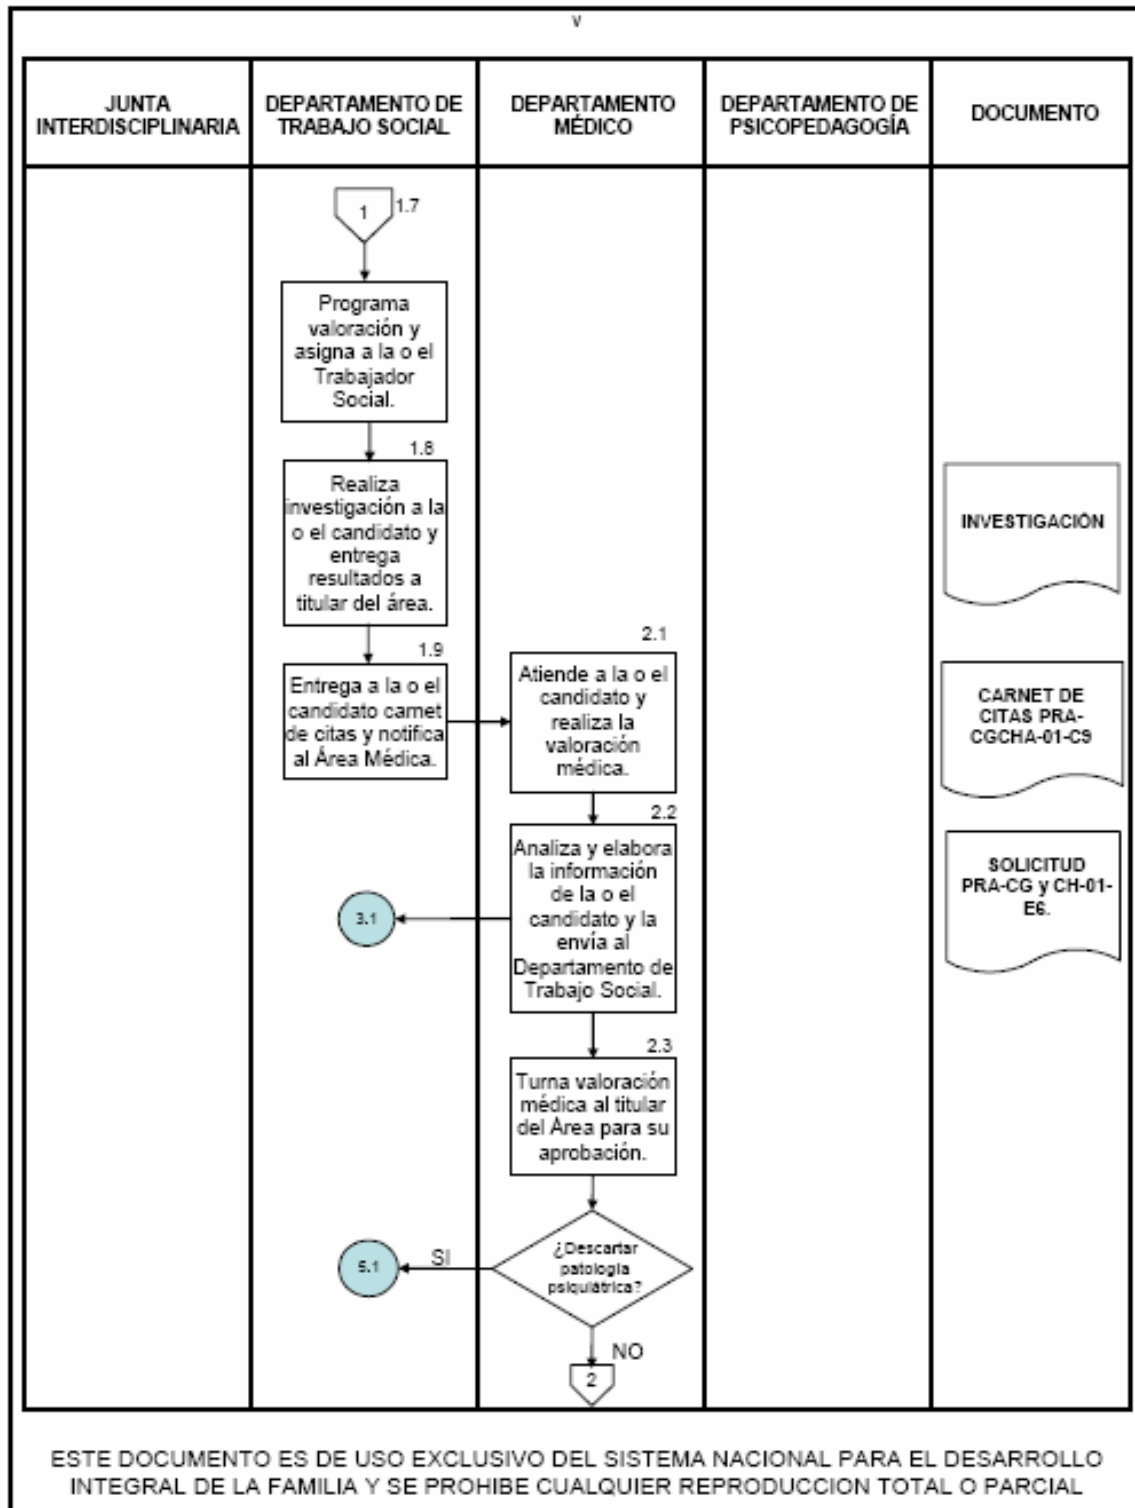 v
JUNTA
INTERDISCIPLINARIA
DEPARTAMENTO DE
TRABAJO SOCIAL
DEPARTAMENTO
MÉDICO
DEPARTAMENTO DE
PSICOPEDAGOGÍA
DOCUMENTO
1
1.7
Programa
valoración y
asigna a la o el
Trabajador
Social.
1.8
Realiza
investigación a la
o el candidato y
entrega
resultados a
titular del área.
INVESTIGACIÓN
1.9
Entrega a la o el
candidato carnet
de citas y notifica
al Área Médica.
2.1
Atiende a la o el
candidato y
realiza la
valoración
médica.
CARNET DE
CITAS PRA-
CGCHA-01-C9
2.2
Analiza y elabora
la información
de la o el
candidato y la
envía al
Departamento de
Trabajo Social.
SOLICITUD
PRA-CG y CH-01-
E6.
3.1
2.3
Turna valoración
médica al titular
del Área para su
aprobación.
¿Descartar
patología
psiquiátrica?
SI
5.1
NO
2
ESTE DOCUMENTO ES DE USO EXCLUSIVO DEL SISTEMA NACIONAL PARA EL DESARROLLO
INTEGRAL DE LA FAMILIA Y SE PROHIBE CUALQUIER REPRODUCCION TOTAL O PARCIAL